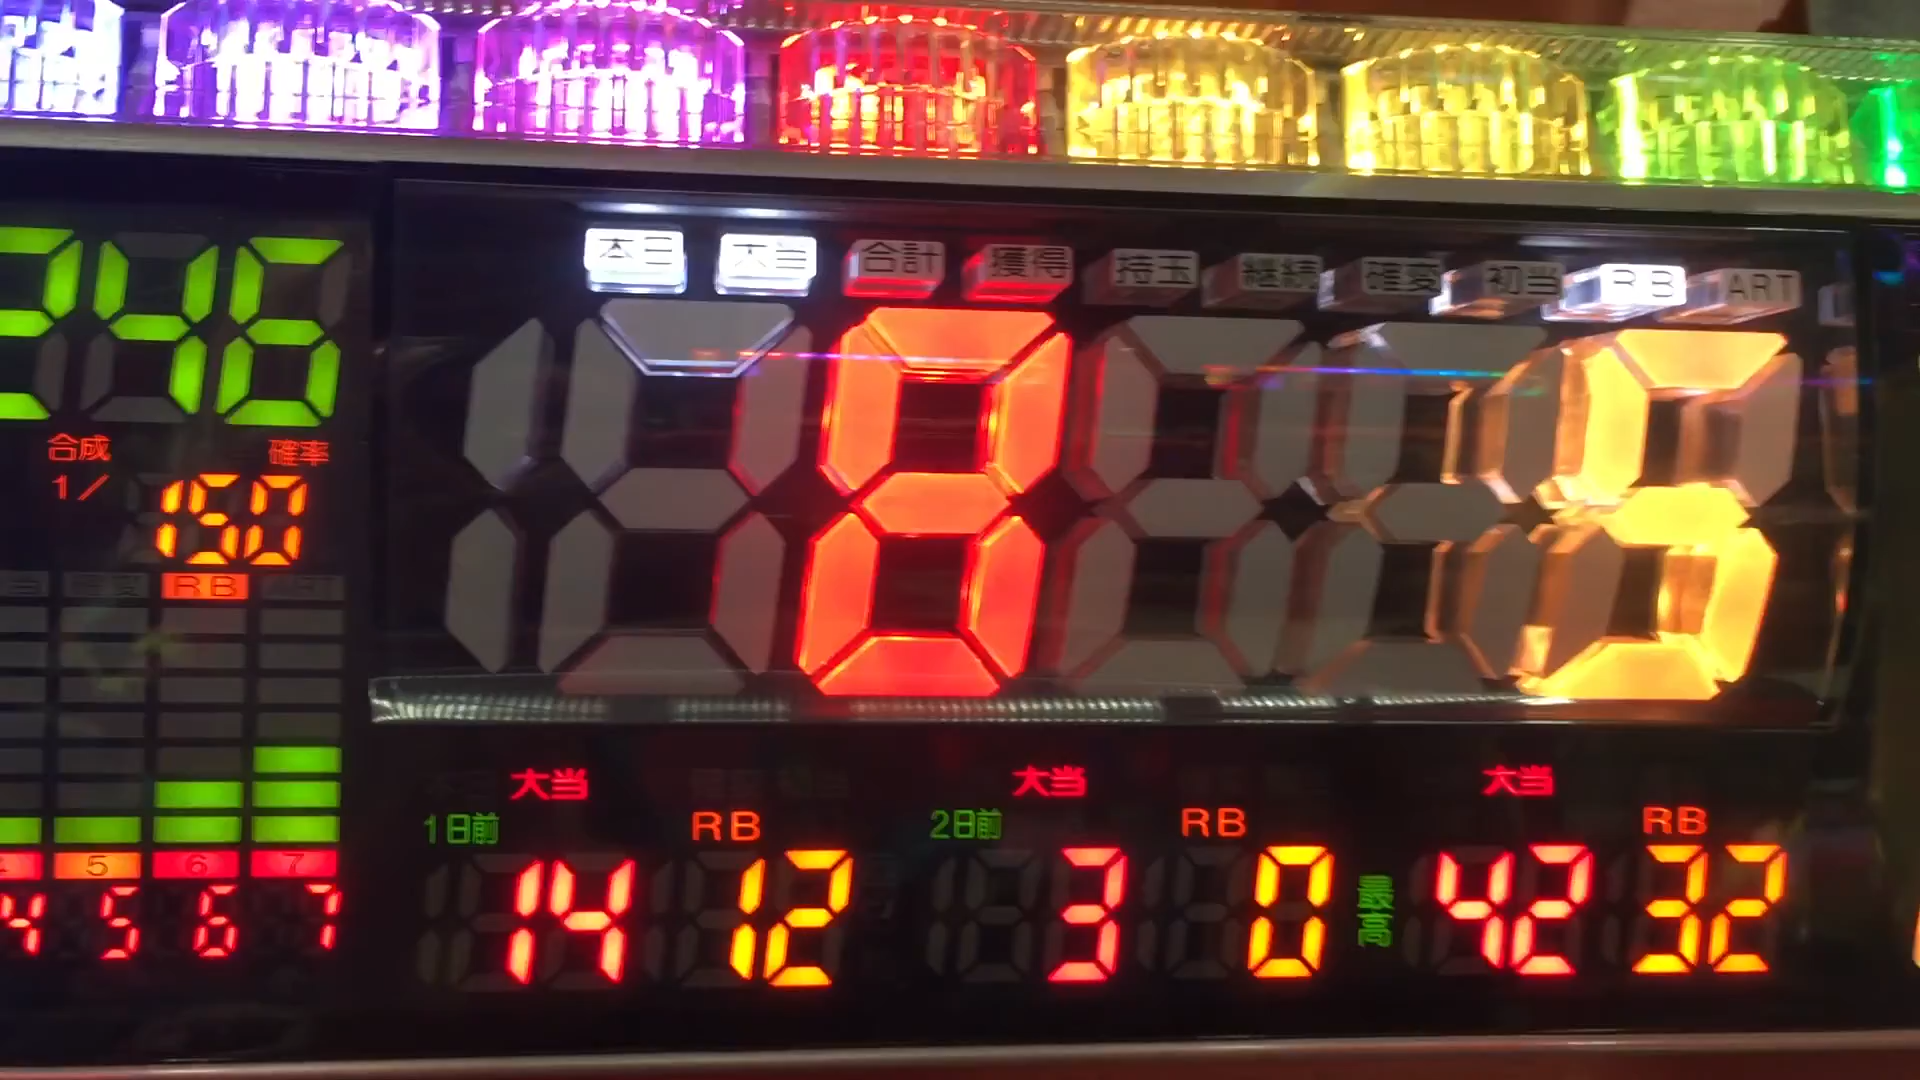 本日 大当 合計 獲得 持玉 継続 確変 初当 RB ART
246
8 5
合成 確率
1/ 150
確変 RB ART
大当 大当 大当
1日前 RB 2日前 RB RB
5 6 7
14 12 3 0 最高 42 32
4 5 6 7